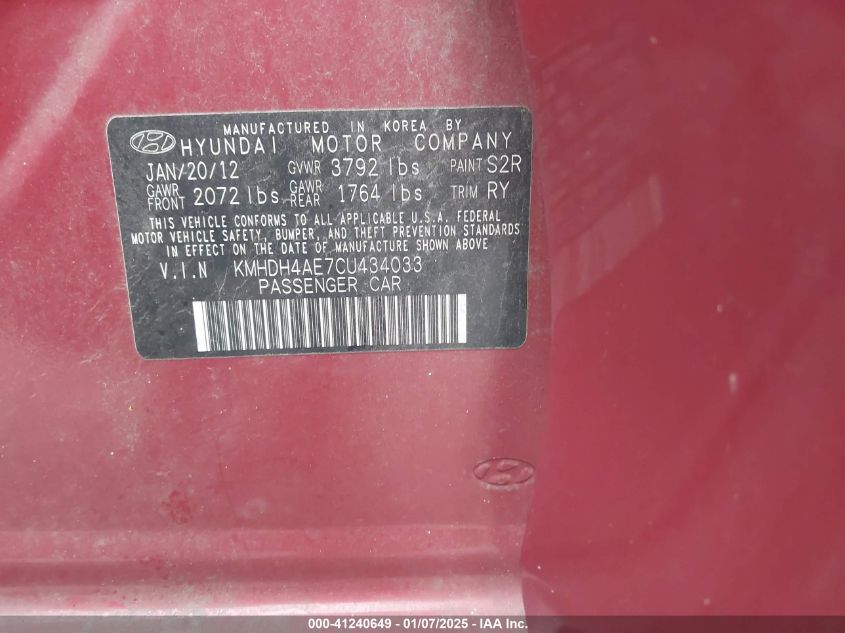 MANUFACTURED IN KOREA BY
HYUNDAI MOTOR COMPANY
JAN/20/12 GVWR 3792 lbs PAINT S2R
GAWR FRONT 2072 lbs GAWR REAR 1764 lbs TRIM RY
THIS VEHICLE CONFORMS TO ALL APPLICABLE U.S.A. FEDERAL
MOTOR VEHICLE SAFETY, BUMPER, AND THEFT PREVENTION STANDARDS
IN EFFECT ON THE DATE OF MANUFACTURE SHOWN ABOVE
V.I.N KMHDH4AE7CU434033
PASSENGER CAR
000-41240649 - 01/07/2025 - IAAI.com